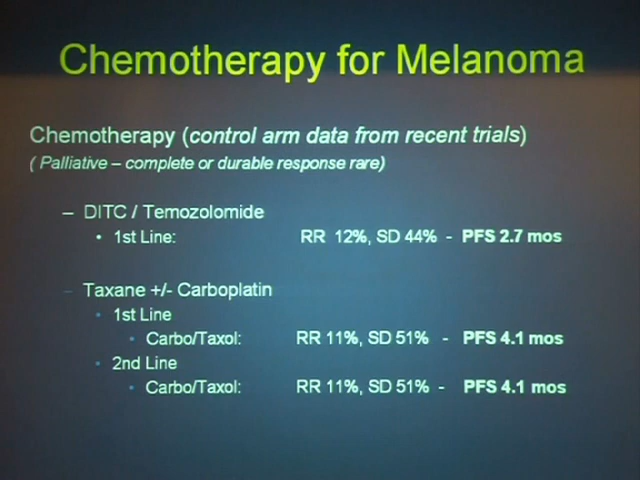 Chemotherapy for Melanoma
Chemotherapy (control arm data from recent trials)
( Palliative – complete or durable response rare)
– DITC / Temozolomide
• 1st Line: RR 12%, SD 44% - PFS 2.7 mos
– Taxane +/- Carboplatin
• 1st Line
• Carbo/Taxol: RR 11%, SD 51% - PFS 4.1 mos
• 2nd Line
• Carbo/Taxol: RR 11%, SD 51% - PFS 4.1 mos